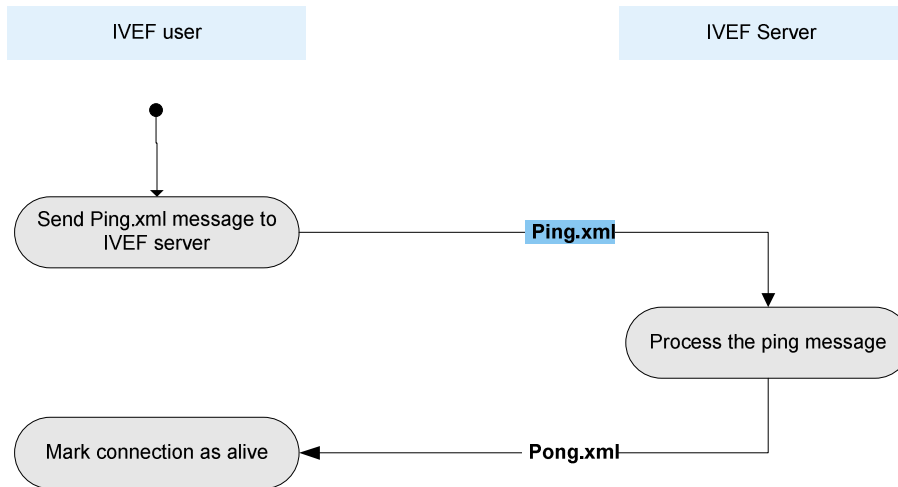 IVEF user
IVEF Server
Send Ping.xml message to
IVEF server
Ping.xml
Process the ping message
Mark connection as alive
Pong.xml